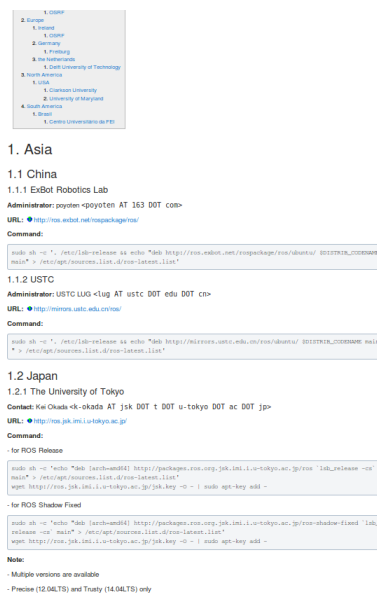 1. OSRF
2. Europe
1. Ireland
1. OSRF
2. Germany
1. Freiburg
3. the Netherlands
1. Delft University of Technology
3. North America
1. USA
1. Clarkson University
2. University of Maryland
4. South America
1. Brasil
1. Centro Universitário da FEI
1. Asia
1.1 China
1.1.1 ExBot Robotics Lab
Administrator: poyoten <poyoten AT 163 DOT com>
URL: http://ros.exbot.net/rospackage/ros/
Command:
sudo sh -c '. /etc/lsb-release && echo "deb http://ros.exbot.net/rospackage/ros/ubuntu/ $DISTRIB_CODENAME
main" > /etc/apt/sources.list.d/ros-latest.list'
1.1.2 USTC
Administrator: USTC LUG <lug AT ustc DOT edu DOT cn>
URL: http://mirrors.ustc.edu.cn/ros/
Command:
sudo sh -c '. /etc/lsb-release && echo "deb http://mirrors.ustc.edu.cn/ros/ubuntu/ $DISTRIB_CODENAME main
" > /etc/apt/sources.list.d/ros-latest.list'
1.2 Japan
1.2.1 The University of Tokyo
Contact: Kei Okada <k-okada AT jsk DOT t DOT u-tokyo DOT ac DOT jp>
URL: http://ros.jsk.imi.i.u-tokyo.ac.jp/
Command:
- for ROS Release
sudo sh -c 'echo "deb [arch=amd64] http://packages.ros.org.jsk.imi.i.u-tokyo.ac.jp/ros `lsb_release -cs`
main" > /etc/apt/sources.list.d/ros-latest.list'
wget http://ros.jsk.imi.i.u-tokyo.ac.jp/jsk.key -O - | sudo apt-key add -
- for ROS Shadow Fixed
sudo sh -c 'echo "deb [arch=amd64] http://packages.ros.org.jsk.imi.i.u-tokyo.ac.jp/ros-shadow-fixed `lsb_
release -cs` main" > /etc/apt/sources.list.d/ros-latest.list'
wget http://ros.jsk.imi.i.u-tokyo.ac.jp/jsk.key -O - | sudo apt-key add -
Note:
- Multiple versions are available
- Precise (12.04LTS) and Trusty (14.04LTS) only